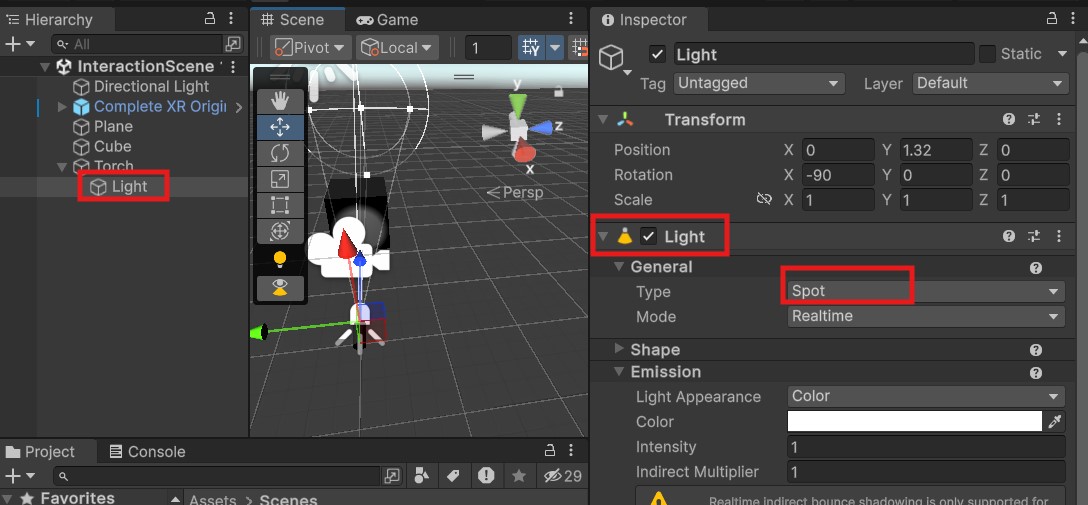 Hierarchy
All
InteractionScene
Directional Light
Complete XR Origi
Plane
Cube
Torch
Light
Scene
Game
Pivot
Local
1
y
z
x
Persp
Project
Console
29
Favorites
Assets > Scenes
Inspector
Light
Static
Tag Untagged Layer Default
Transform
Position X 0 Y 1.32 Z 0
Rotation X -90 Y 0 Z 0
Scale X 1 Y 1 Z 1
Light
General
Type Spot
Mode Realtime
Shape
Emission
Light Appearance Color
Color
Intensity 1
Indirect Multiplier 1
Realtime indirect bounce shadowing is only supported for